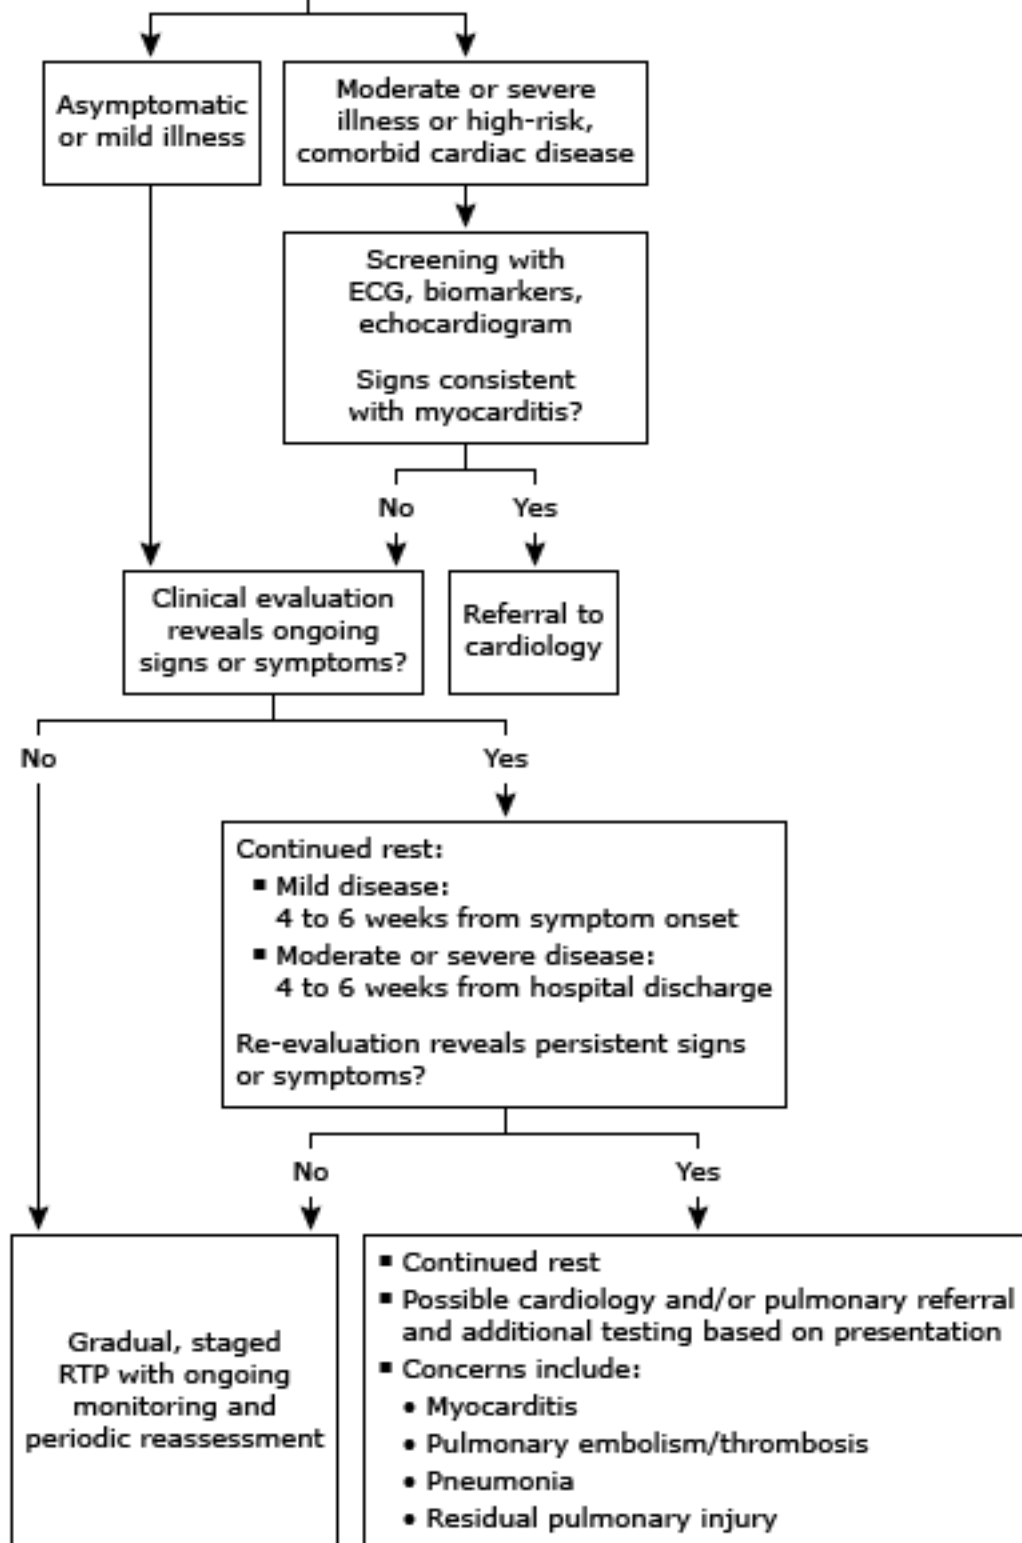 Asymptomatic
or mild illness
Moderate or severe
illness or high-risk,
comorbid cardiac disease
Screening with
ECG, biomarkers,
echocardiogram
Signs consistent
with myocarditis?
No
Yes
Clinical evaluation
reveals ongoing
signs or symptoms?
Referral to
cardiology
No
Yes
Continued rest:
▪ Mild disease:
4 to 6 weeks from symptom onset
▪ Moderate or severe disease:
4 to 6 weeks from hospital discharge
Re-evaluation reveals persistent signs
or symptoms?
No
Yes
Gradual, staged
RTP with ongoing
monitoring and
periodic reassessment
▪ Continued rest
▪ Possible cardiology and/or pulmonary referral
and additional testing based on presentation
▪ Concerns include:
• Myocarditis
• Pulmonary embolism/thrombosis
• Pneumonia
• Residual pulmonary injury